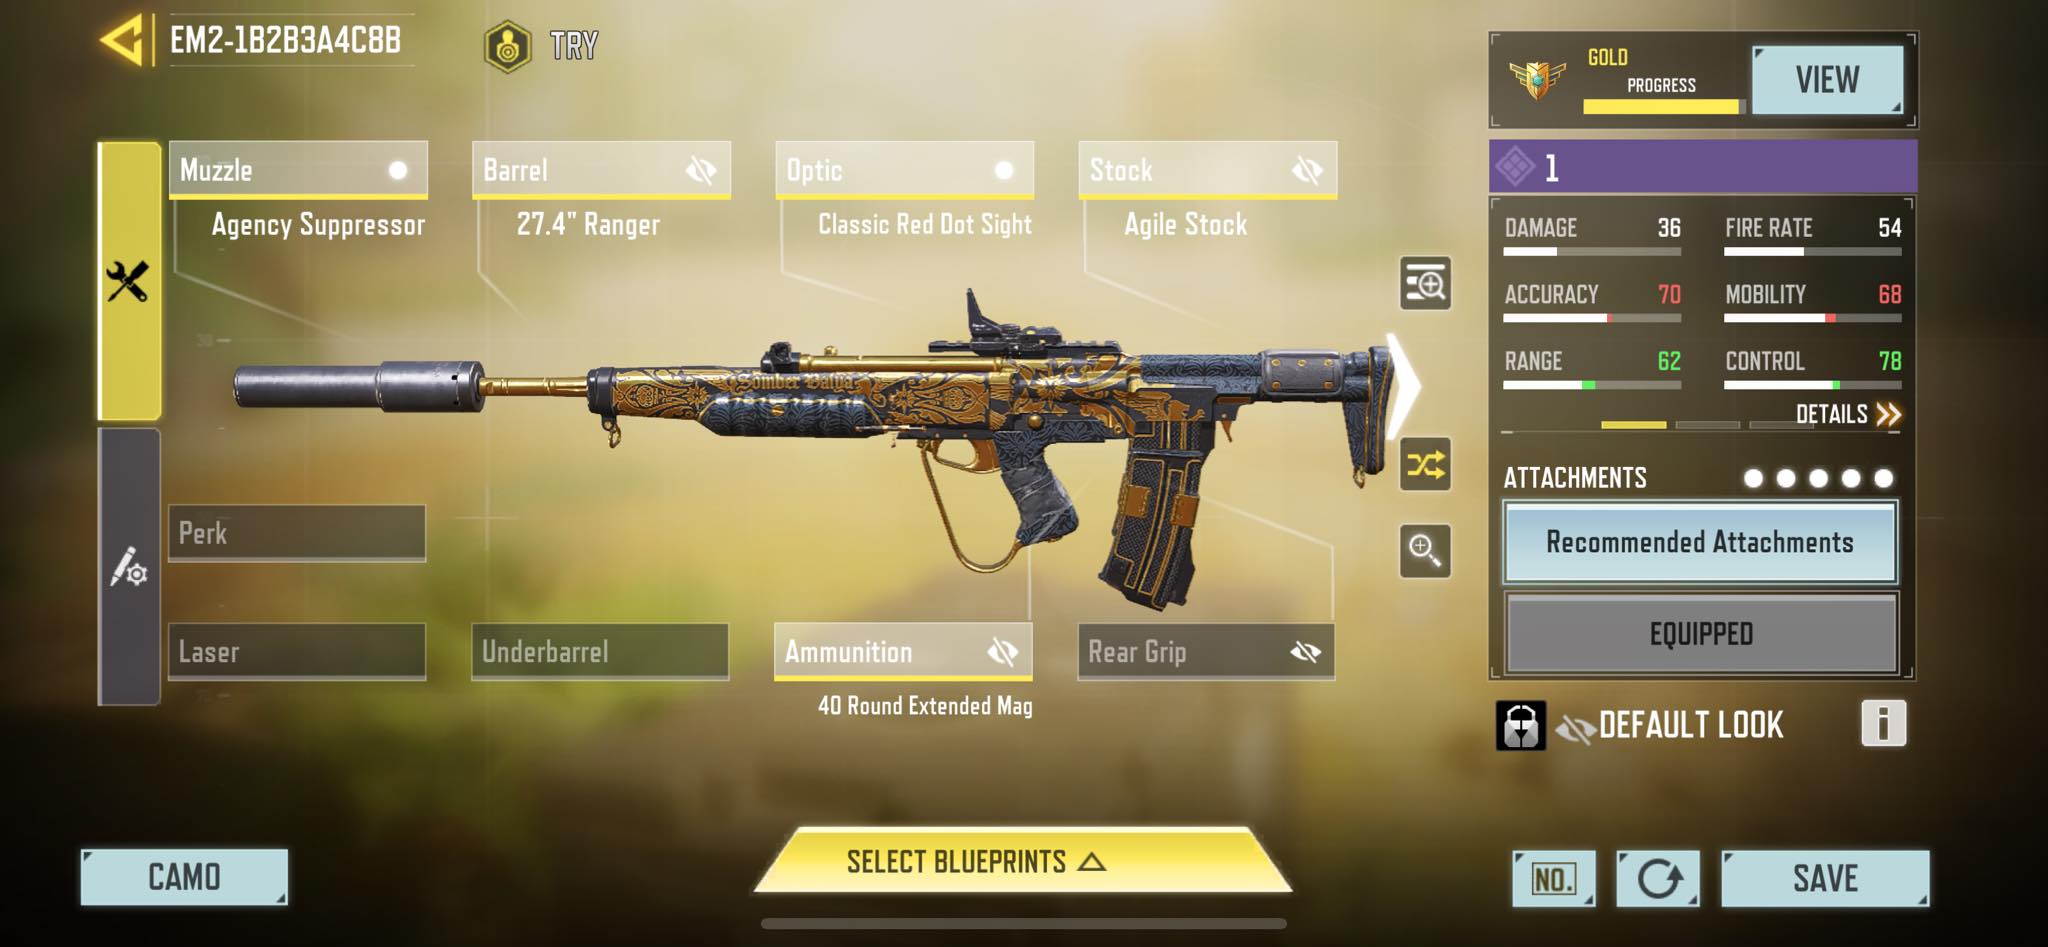 EM2-1B2B3A4C8B
TRY
GOLD
PROGRESS
VIEW
Muzzle
Agency Suppressor
Barrel
27.4" Ranger
Optic
Classic Red Dot Sight
Stock
Agile Stock
1
DAMAGE 36
FIRE RATE 54
ACCURACY 70
MOBILITY 68
RANGE 62
CONTROL 78
DETAILS
ATTACHMENTS
Recommended Attachments
EQUIPPED
Perk
Laser
Underbarrel
Ammunition
40 Round Extended Mag
Rear Grip
DEFAULT LOOK
i
CAMO
SELECT BLUEPRINTS
NO.
SAVE